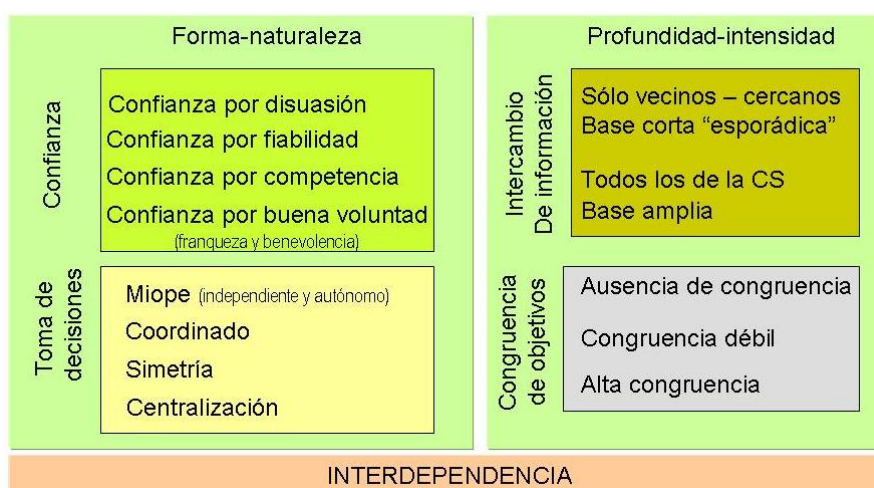 Forma-naturaleza
Confianza
Confianza por disuasión
Confianza por fiabilidad
Confianza por competencia
Confianza por buena voluntad
(franqueza y benevolencia)
Toma de
decisiones
Miope (independiente y autónomo)
Coordinado
Simetría
Centralización
Profundidad-intensidad
Intercambio
De información
Sólo vecinos – cercanos
Base corta “esporádica”
Todos los de la CS
Base amplia
Congruencia
de objetivos
Ausencia de congruencia
Congruencia débil
Alta congruencia
INTERDEPENDENCIA